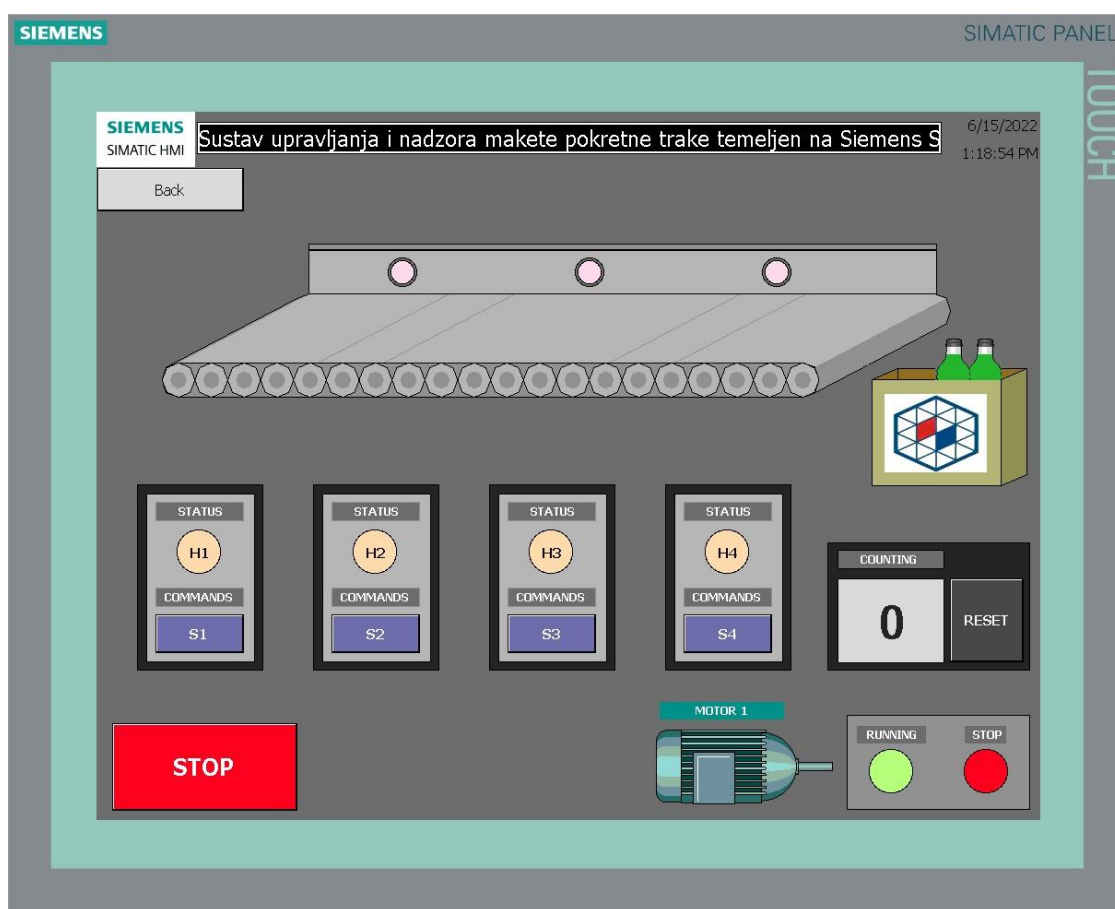 SIEMENS
SIMATIC PANEL
TOUCH
SIEMENS
SIMATIC HMI
Sustav upravljanja i nadzora makete pokretne trake temeljen na Siemens S
6/15/2022
1:18:54 PM
Back
STATUS
H1
COMMANDS
S1
STATUS
H2
COMMANDS
S2
STATUS
H3
COMMANDS
S3
STATUS
H4
COMMANDS
S4
COUNTING
0
RESET
STOP
MOTOR 1
RUNNING
STOP